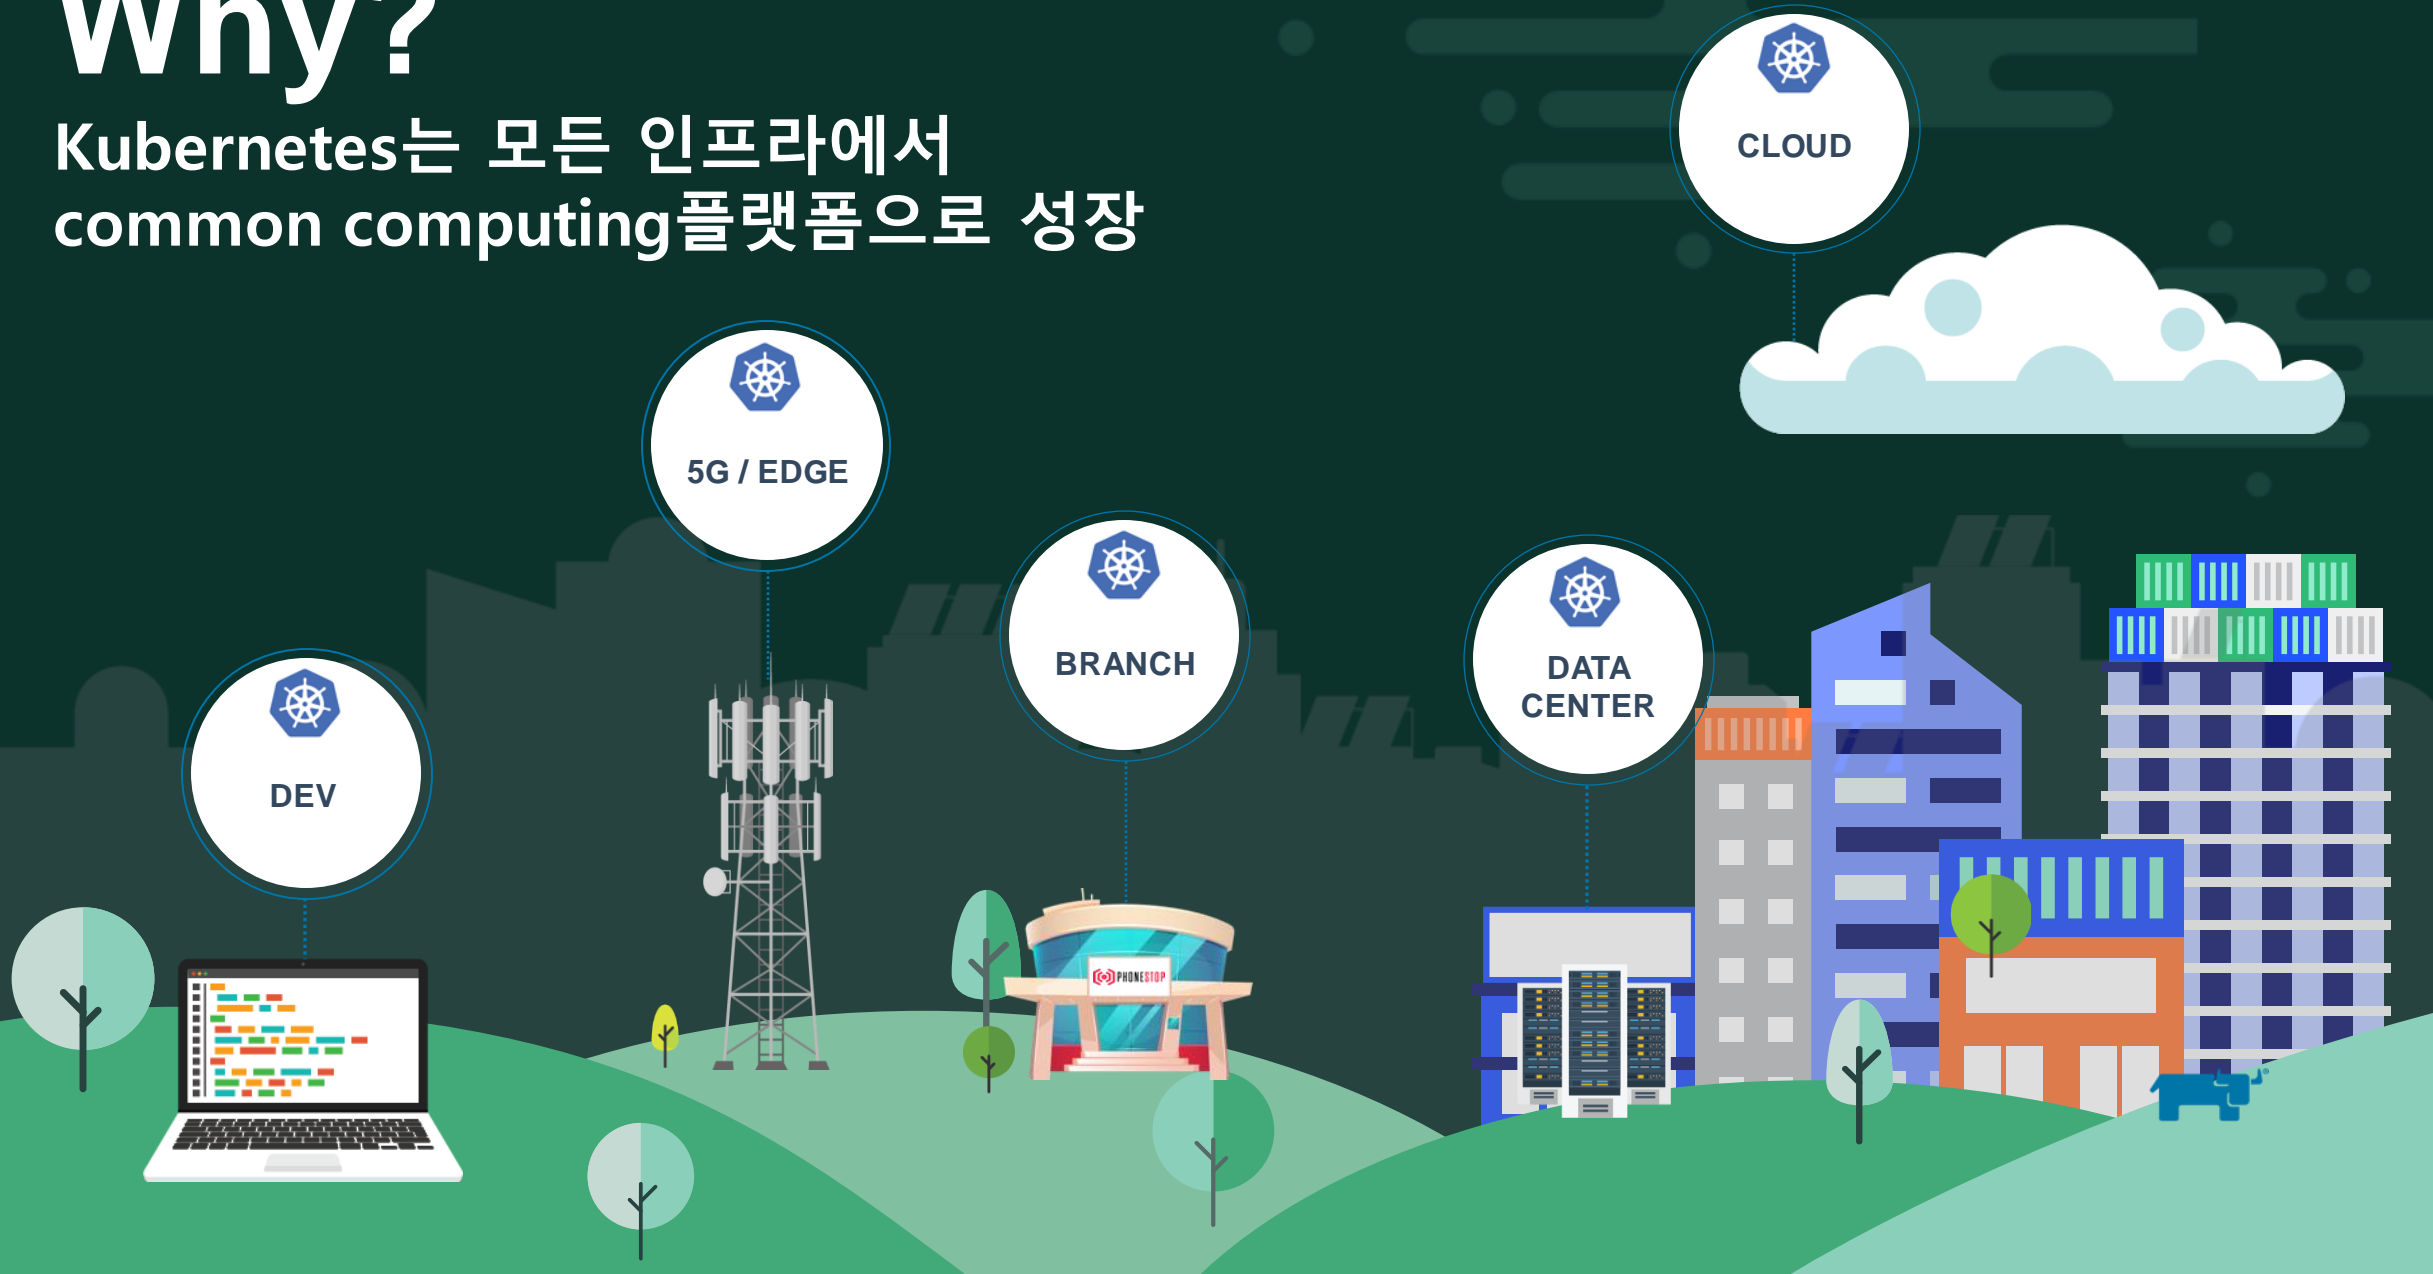 Why?
Kubernetes는 모든 인프라에서
common computing플랫폼으로 성장
CLOUD
5G / EDGE
BRANCH
DATA
CENTER
DEV
PHONESTOP